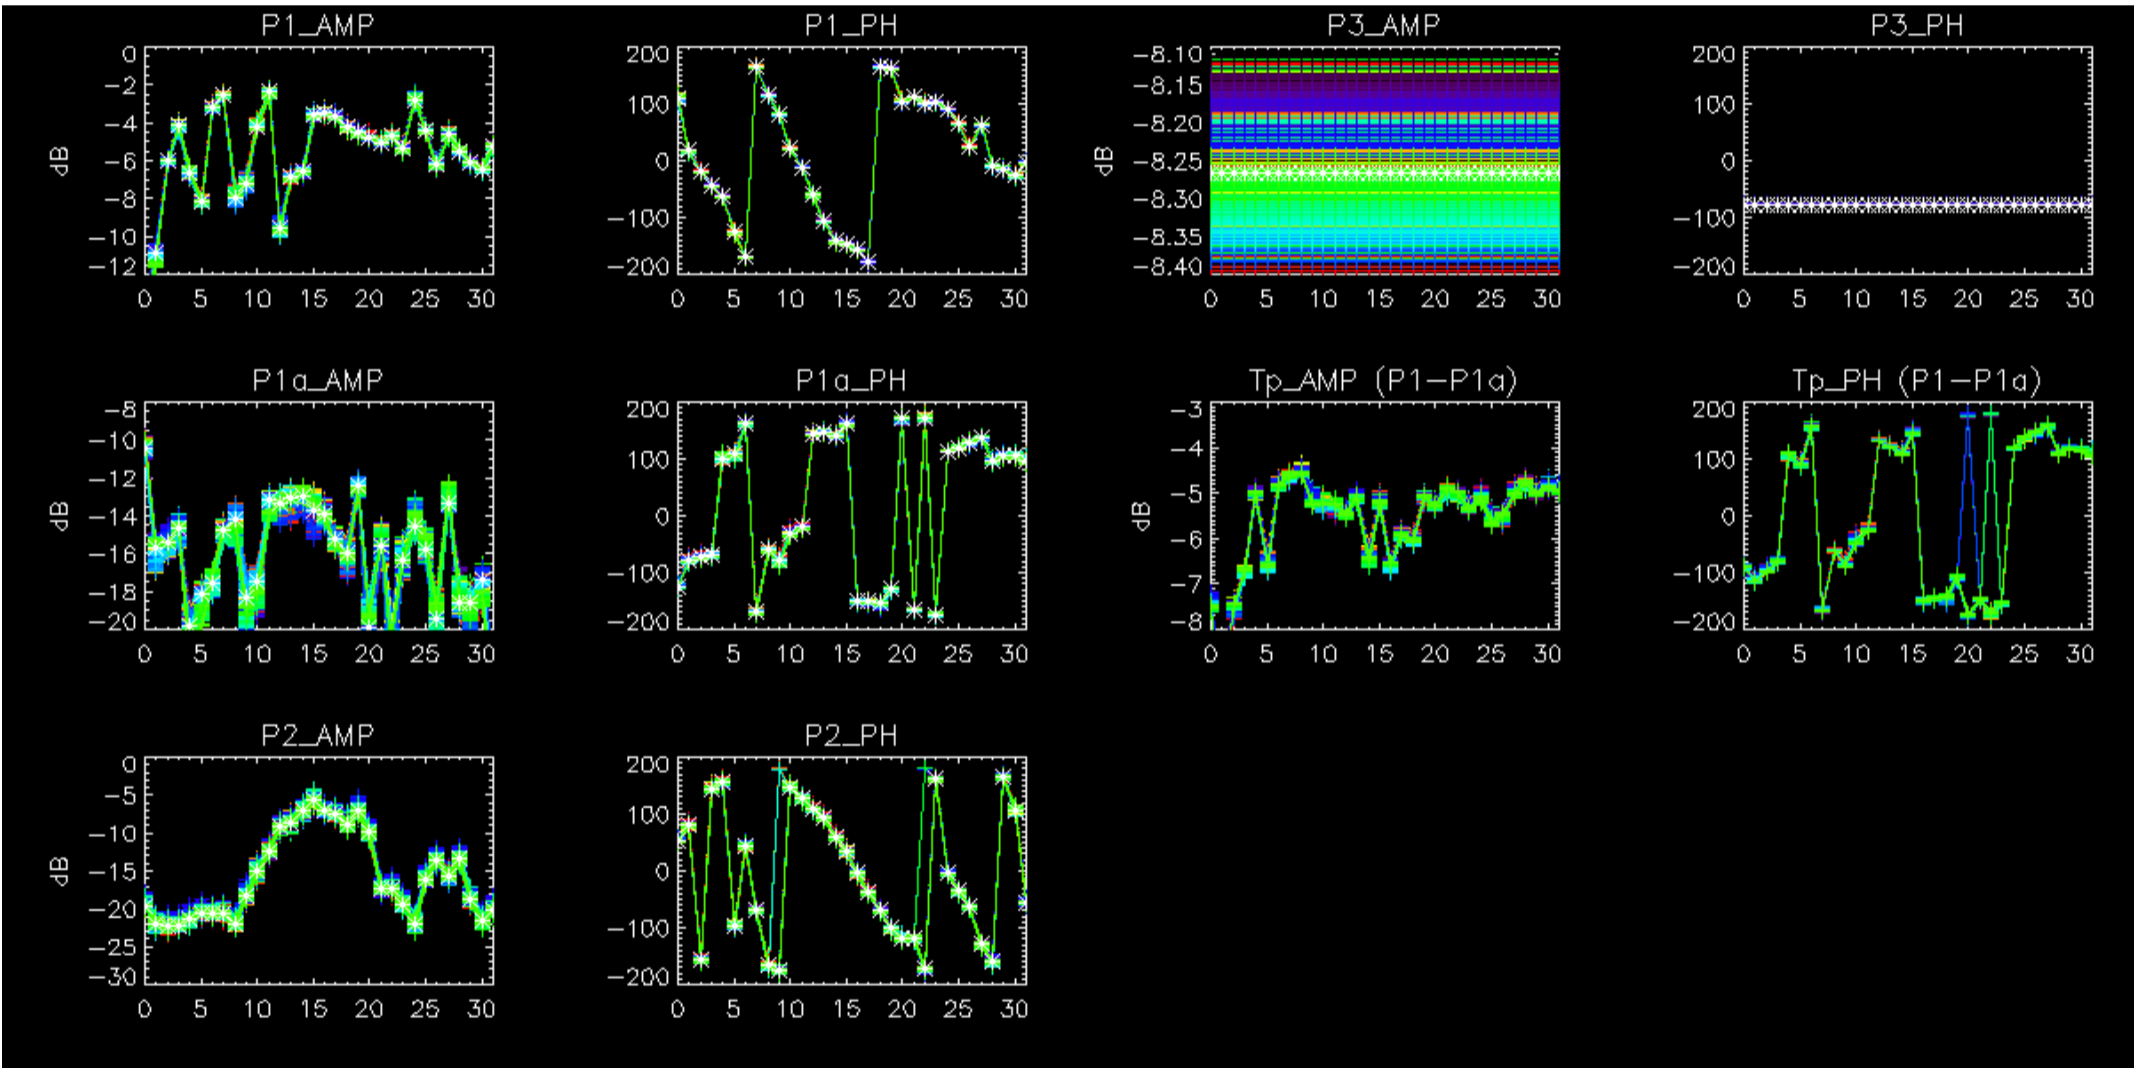 P1_AMP
0
-2
-4
-6
-8
-10
-12
dB
0 5 10 15 20 25 30
P1_PH
200
100
0
-100
-200
0 5 10 15 20 25 30
P3_AMP
-8.10
-8.15
-8.20
-8.25
-8.30
-8.35
-8.40
dB
0 5 10 15 20 25 30
P3_PH
200
100
0
-100
-200
0 5 10 15 20 25 30
P1a_AMP
-8
-10
-12
-14
-16
-18
-20
dB
0 5 10 15 20 25 30
P1a_PH
200
100
0
-100
-200
0 5 10 15 20 25 30
Tp_AMP (P1-P1a)
-3
-4
-5
-6
-7
-8
dB
0 5 10 15 20 25 30
Tp_PH (P1-P1a)
200
100
0
-100
-200
0 5 10 15 20 25 30
P2_AMP
0
-5
-10
-15
-20
-25
-30
dB
0 5 10 15 20 25 30
P2_PH
200
100
0
-100
-200
0 5 10 15 20 25 30